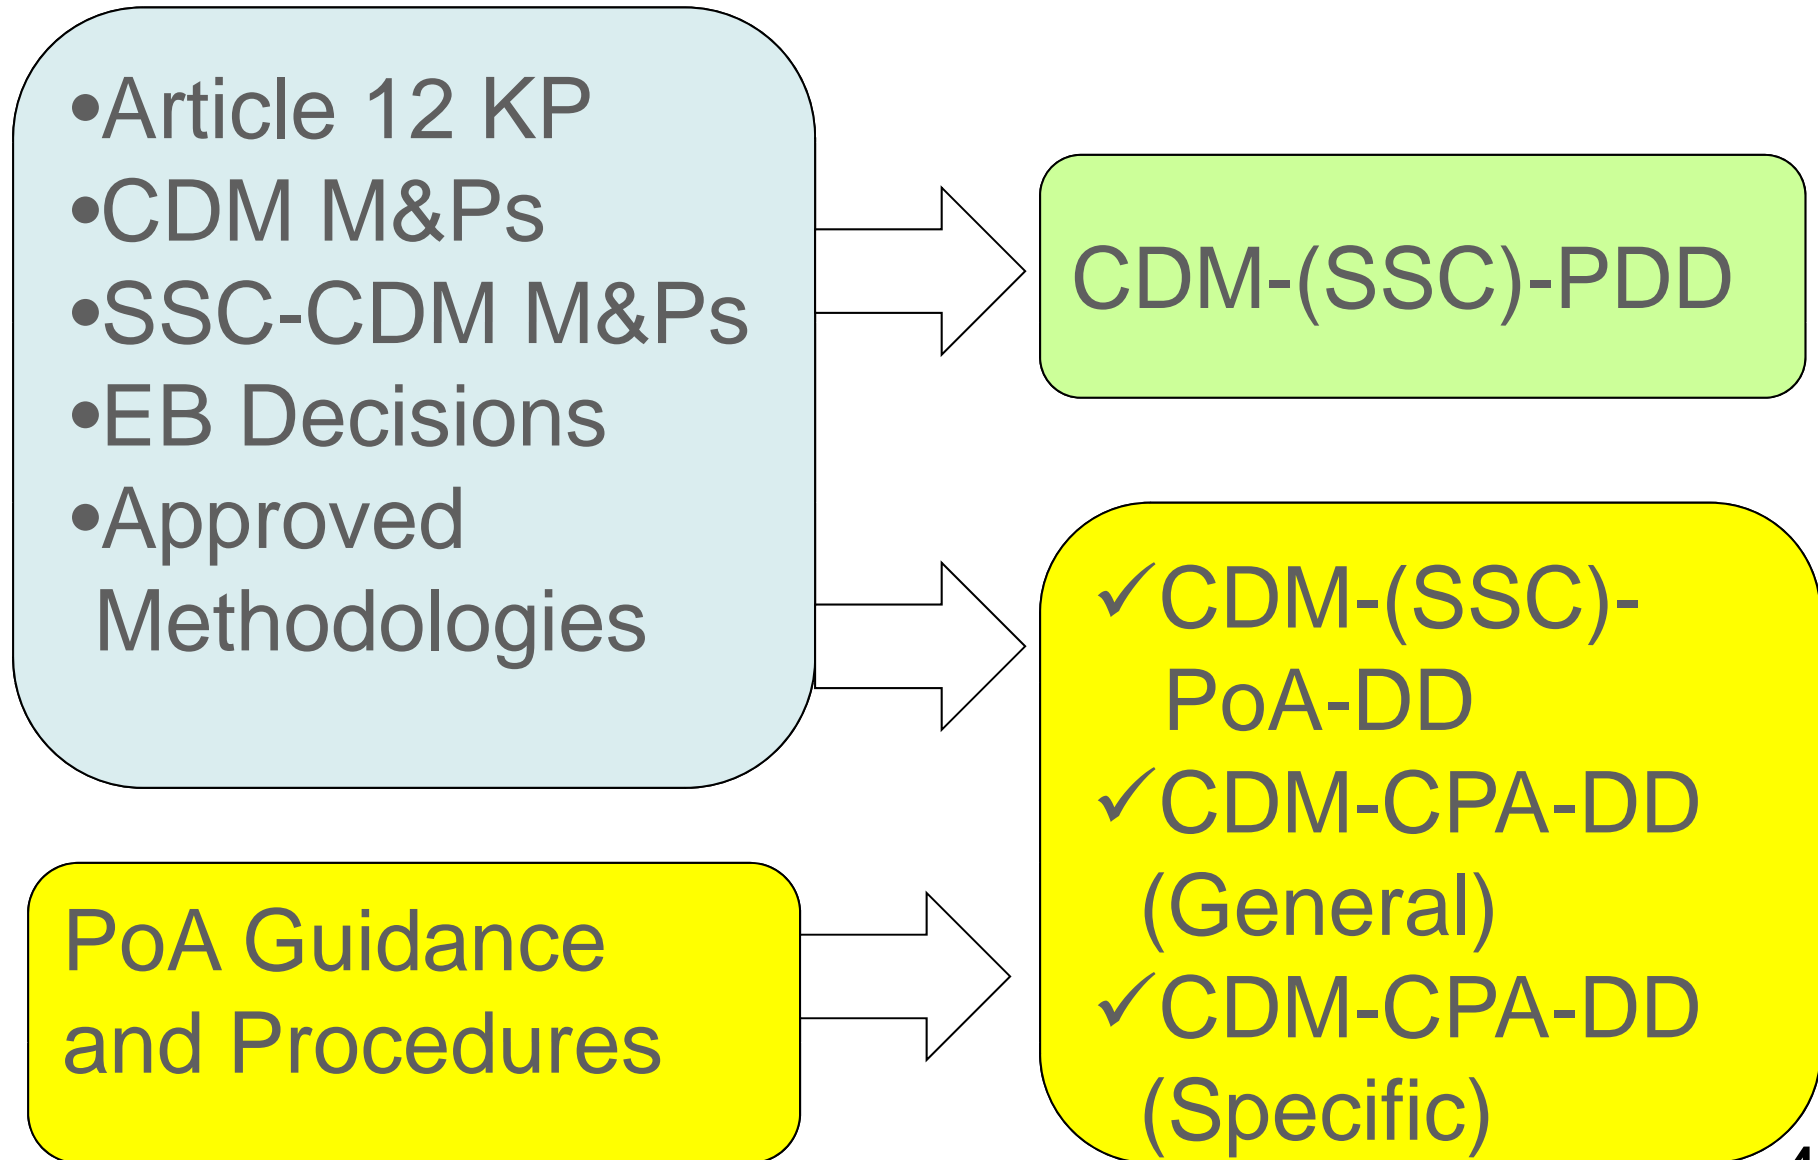 •Article 12 KP
•CDM M&Ps
•SSC-CDM M&Ps
•EB Decisions
•Approved
Methodologies
CDM-(SSC)-PDD
PoA Guidance
and Procedures
✓CDM-(SSC)-
PoA-DD
✓CDM-CPA-DD
(General)
✓CDM-CPA-DD
(Specific)